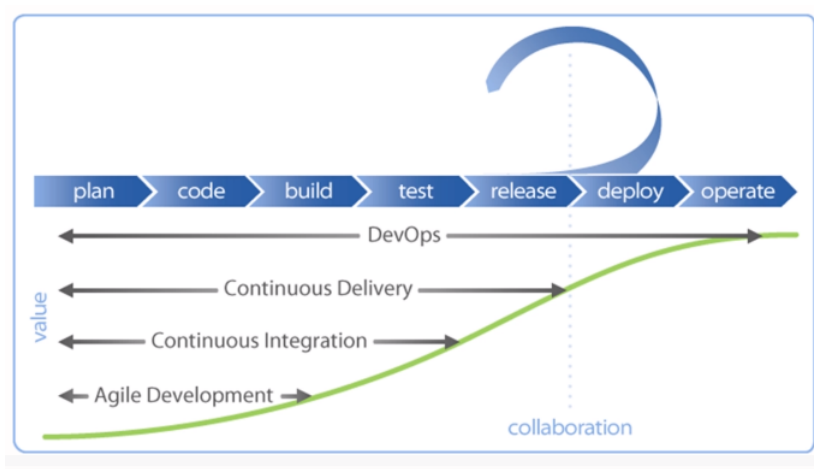 plan code build test release deploy operate
DevOps
Continuous Delivery
value
Continuous Integration
Agile Development
collaboration